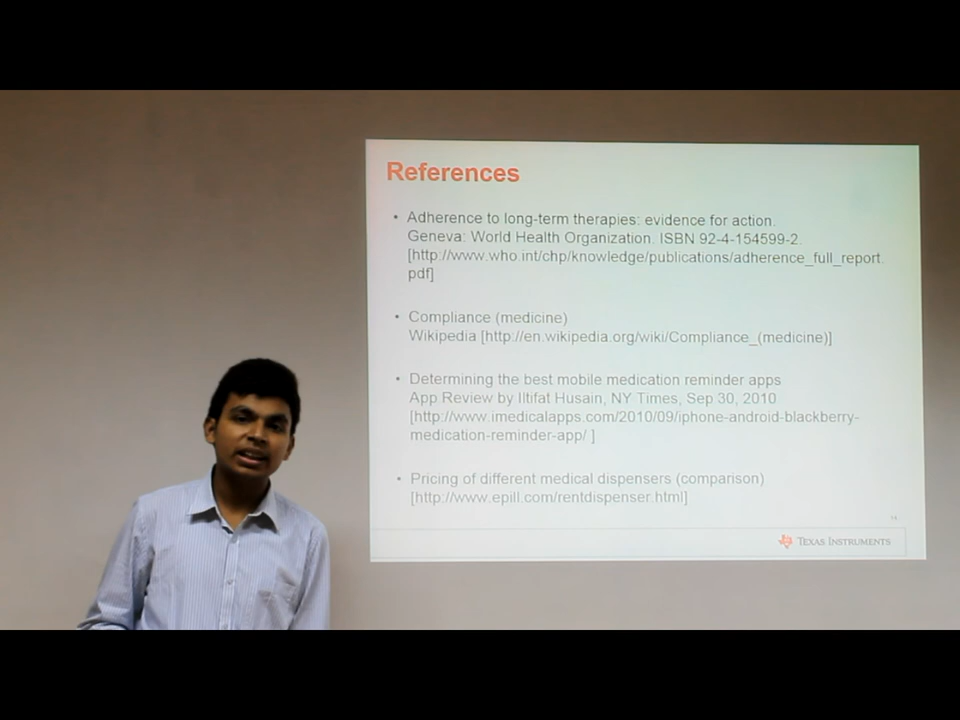 References
• Adherence to long-term therapies: evidence for action.
Geneva: World Health Organization. ISBN 92-4-154599-2.
[http://www.who.int/chp/knowledge/publications/adherence_full_report.
pdf]
• Compliance (medicine)
Wikipedia [http://en.wikipedia.org/wiki/Compliance_(medicine)]
• Determining the best mobile medication reminder apps
App Review by Iltifat Husain, NY Times, Sep 30, 2010
[http://www.imedicalapps.com/2010/09/iphone-android-blackberry-
medication-reminder-app/ ]
• Pricing of different medical dispensers (comparison)
[http://www.epill.com/rentdispenser.html]
TEXAS INSTRUMENTS